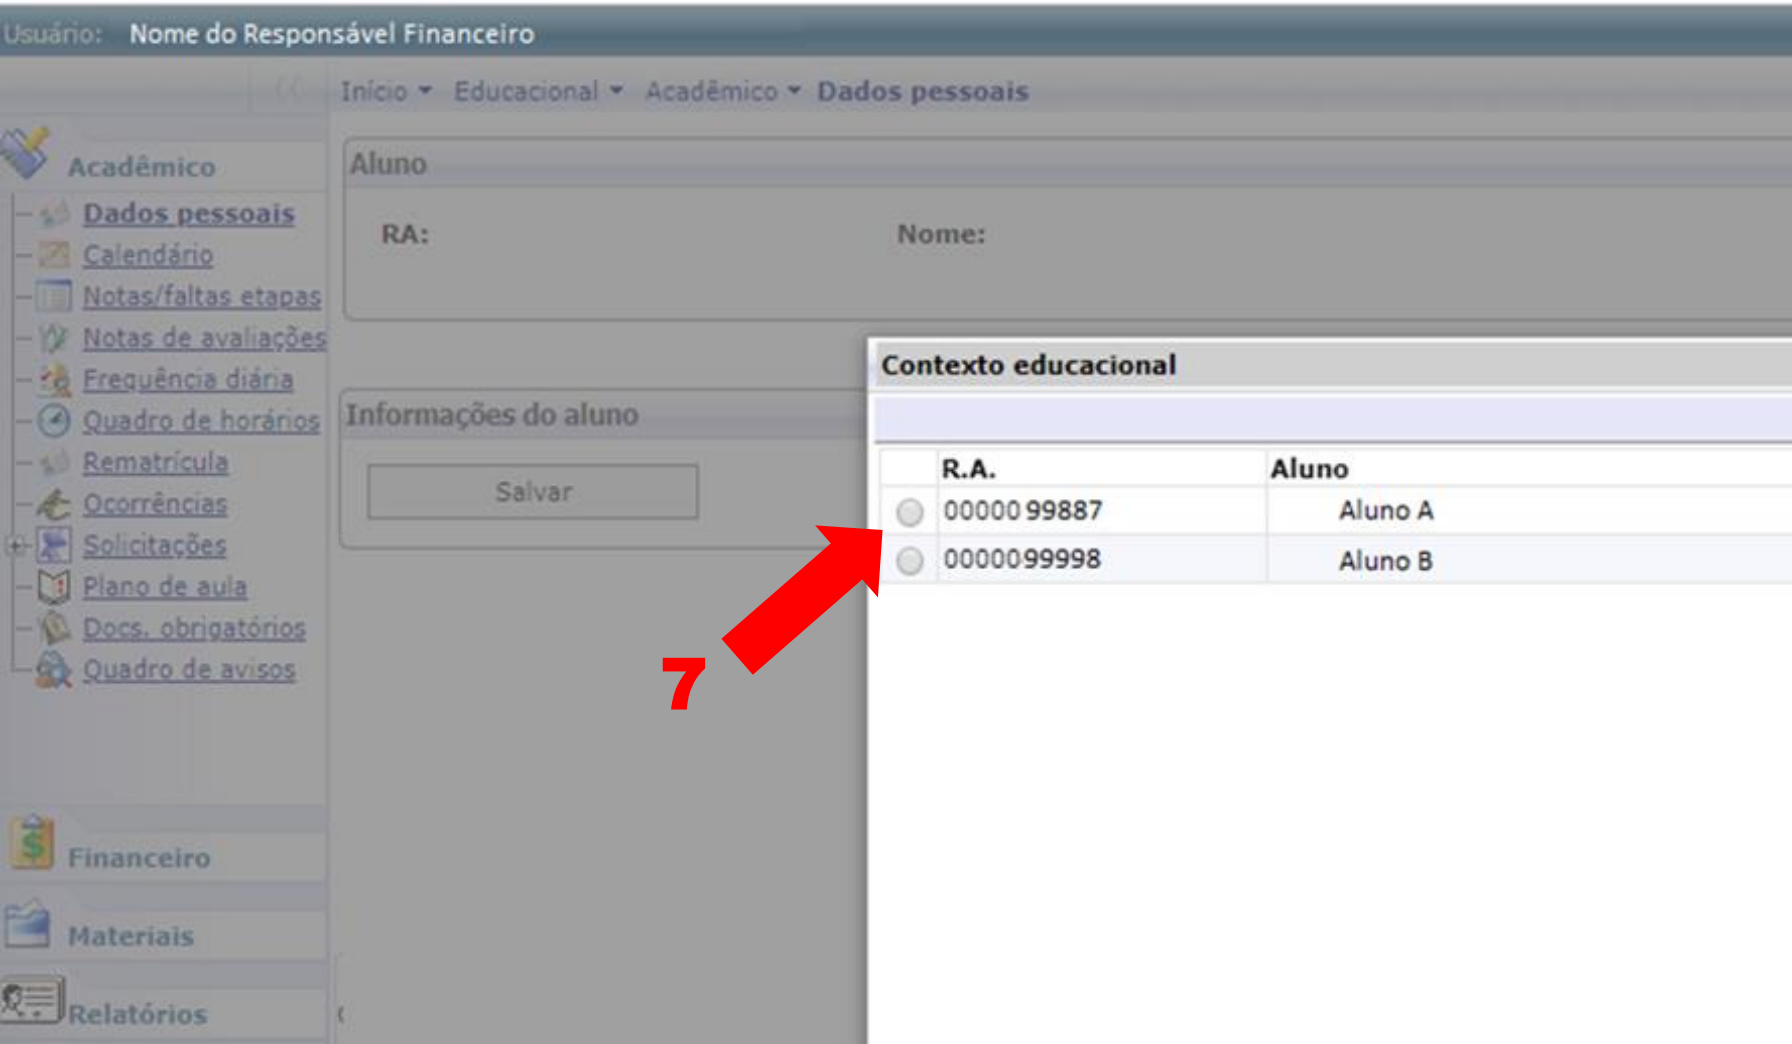 Usuário: Nome do Responsável Financeiro
Início Educacional Acadêmico Dados pessoais
Acadêmico
Dados pessoais
Calendário
Notas/faltas etapas
Notas de avaliações
Frequência diária
Quadro de horários
Rematrícula
Ocorrências
Solicitações
Plano de aula
Docs. obrigatórios
Quadro de avisos
Financeiro
Materiais
Relatórios
Aluno
RA: Nome:
Informações do aluno
Salvar
Contexto educacional
R.A. Aluno
0000099887 Aluno A
0000099998 Aluno B
7